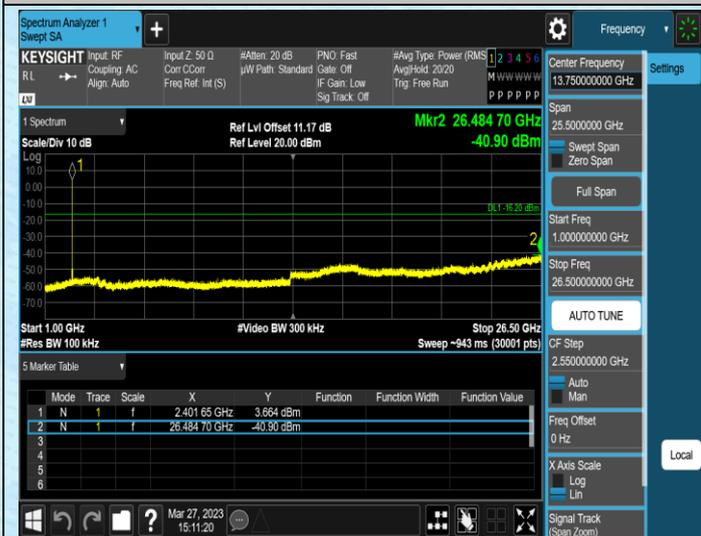 Spectrum Analyzer 1
Swept SA
Frequency
KEYSIGHT
RL
Input: RF
Coupling: AC
Align: Auto
Input Z: 50 Ω
Corr CCorr
Freq Ref: Int (S)
#Atten: 20 dB
µW Path: Standard
PNO: Fast
Gate: Off
IF Gain: Low
Sig Track: Off
#Avg Type: Power (RMS
Avg|Hold: 20/20
Trig: Free Run
1 2 3 4 5 6
M W W W W W
P P P P P P
LXI
1 Spectrum
Scale/Div 10 dB
Ref Lvl Offset 11.17 dB
Ref Level 20.00 dBm
Mkr2 26.484 70 GHz
-40.90 dBm
Log
10.0
0.00
-10.0
-20.0
-30.0
-40.0
-50.0
-60.0
-70.0
1
DL1 -16.20 dBm
2
Start 1.00 GHz
#Res BW 100 kHz
#Video BW 300 kHz
Stop 26.50 GHz
Sweep ~943 ms (30001 pts)
5 Marker Table
Mode Trace Scale X Y Function Function Width Function Value
1 N 1 f 2.401 65 GHz 3.664 dBm
2 N 1 f 26.484 70 GHz -40.90 dBm
3
4
5
6
Mar 27, 2023
15:11:20
Center Frequency
13.750000000 GHz
Settings
Span
25.5000000 GHz
Swept Span
Zero Span
Full Span
Start Freq
1.000000000 GHz
Stop Freq
26.500000000 GHz
AUTO TUNE
CF Step
2.550000000 GHz
Auto
Man
Freq Offset
0 Hz
X Axis Scale
Log
Lin
Local
Signal Track
(Span Zoom)